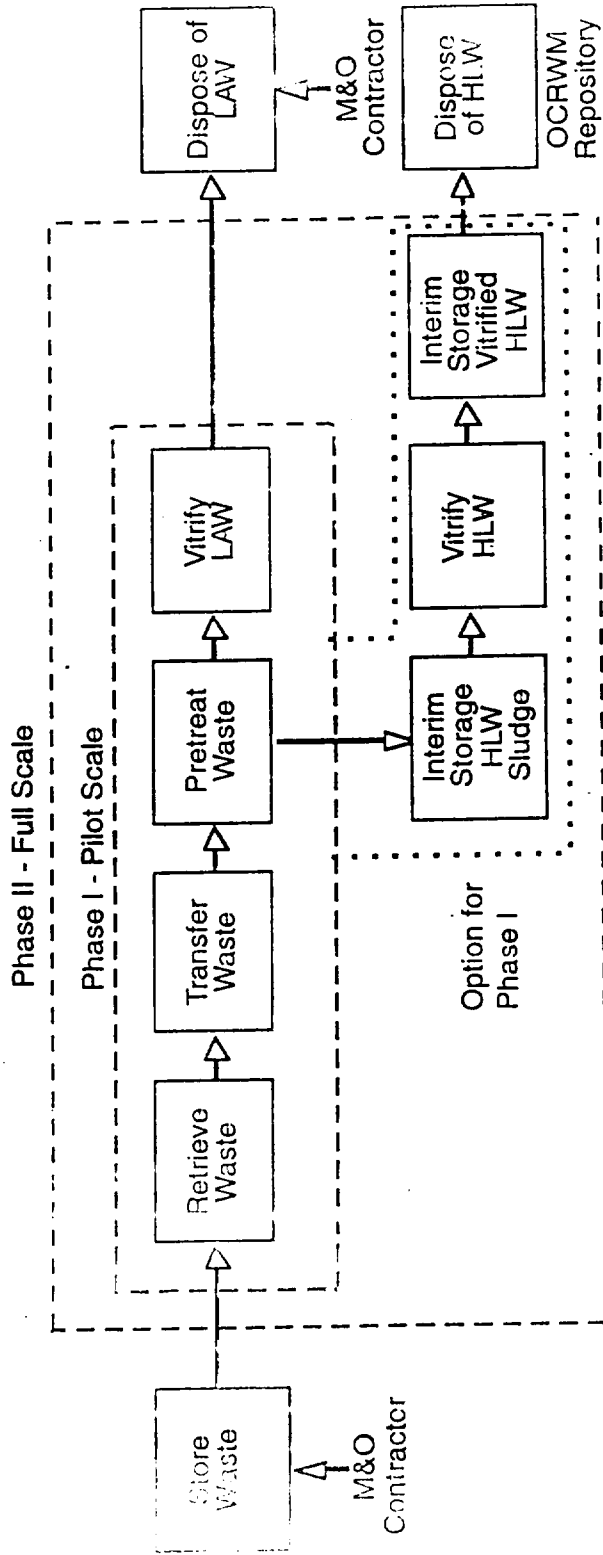 Phase II - Full Scale
Phase I - Pilot Scale
Store
Waste
M&O
Contractor
Retrieve
Waste
Transfer
Waste
Pretreat
Waste
Vitrify
LAW
Dispose of
LAW
M&O
Contractor
Option for
Phase I
Interim
Storage
HLW
Sludge
Vitrify
HLW
Interim
Storage
Vitrified
HLW
Dispose
of HLW
OCRWM
Repository